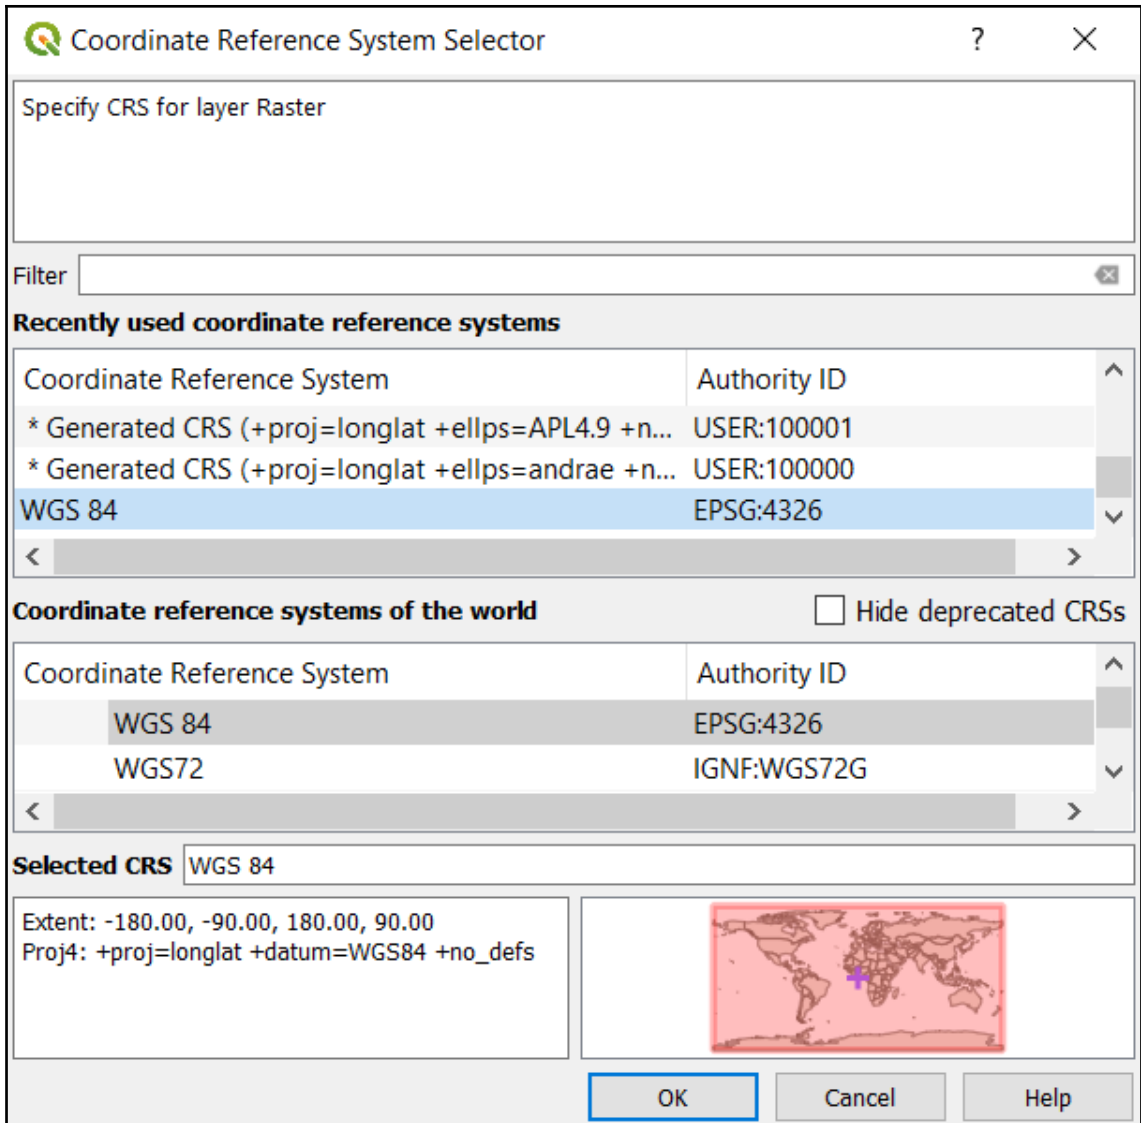 Coordinate Reference System Selector ?
Specify CRS for layer Raster
Filter
Recently used coordinate reference systems
Coordinate Reference System Authority ID
* Generated CRS (+proj=longlat +ellps=APL4.9 +n... USER:100001
* Generated CRS (+proj=longlat +ellps=andrae +n... USER:100000
WGS 84 EPSG:4326
Coordinate reference systems of the world Hide deprecated CRSs
Coordinate Reference System Authority ID
WGS 84 EPSG:4326
WGS72 IGNF:WGS72G
Selected CRS WGS 84
Extent: -180.00, -90.00, 180.00, 90.00
Proj4: +proj=longlat +datum=WGS84 +no_defs
OK Cancel Help